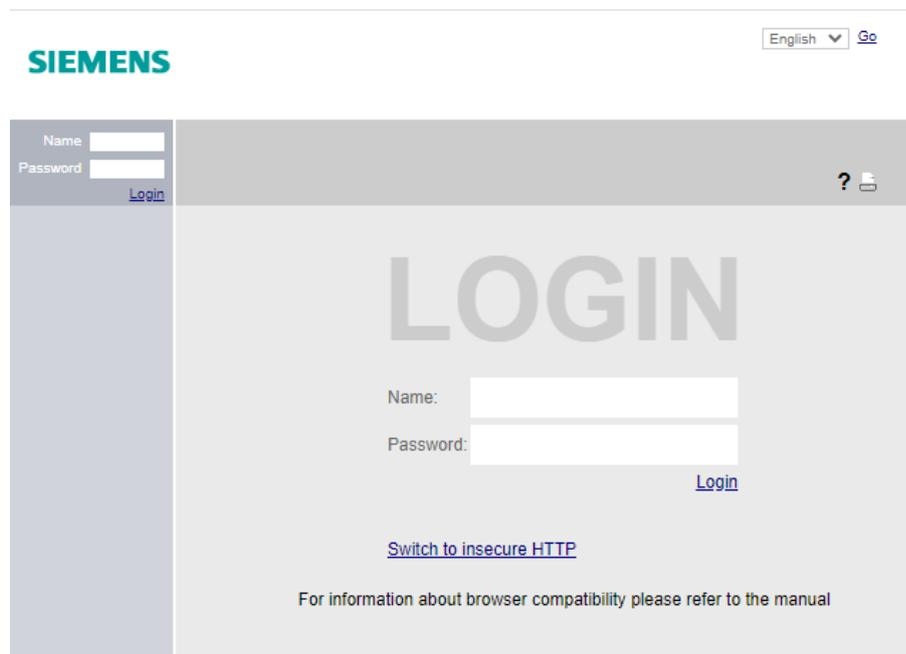 English Go
SIEMENS
Name
Password
Login
?
LOGIN
Name:
Password:
Login
Switch to insecure HTTP
For information about browser compatibility please refer to the manual